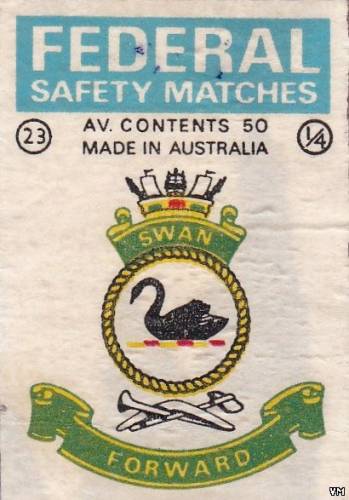 FEDERAL
SAFETY MATCHES
23
AV. CONTENTS 50
MADE IN AUSTRALIA
1/4
SWAN
FORWARD
VM